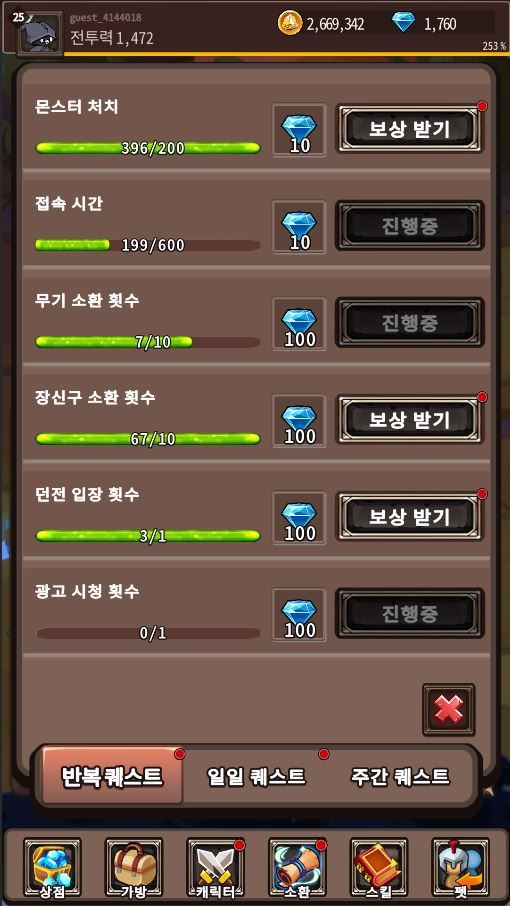 25
guest_4144018
2,669,342
1,760
전투력 1,472
253 %
몬스터 처치
396/200
10
보상 받기
접속 시간
199/600
10
진행중
무기 소환 횟수
7/10
100
진행중
장신구 소환 횟수
67/10
100
보상 받기
던전 입장 횟수
3/1
100
보상 받기
광고 시청 횟수
0/1
100
진행중
반복 퀘스트
일일 퀘스트
주간 퀘스트
상점
가방
캐릭터
소환
스킬
펫